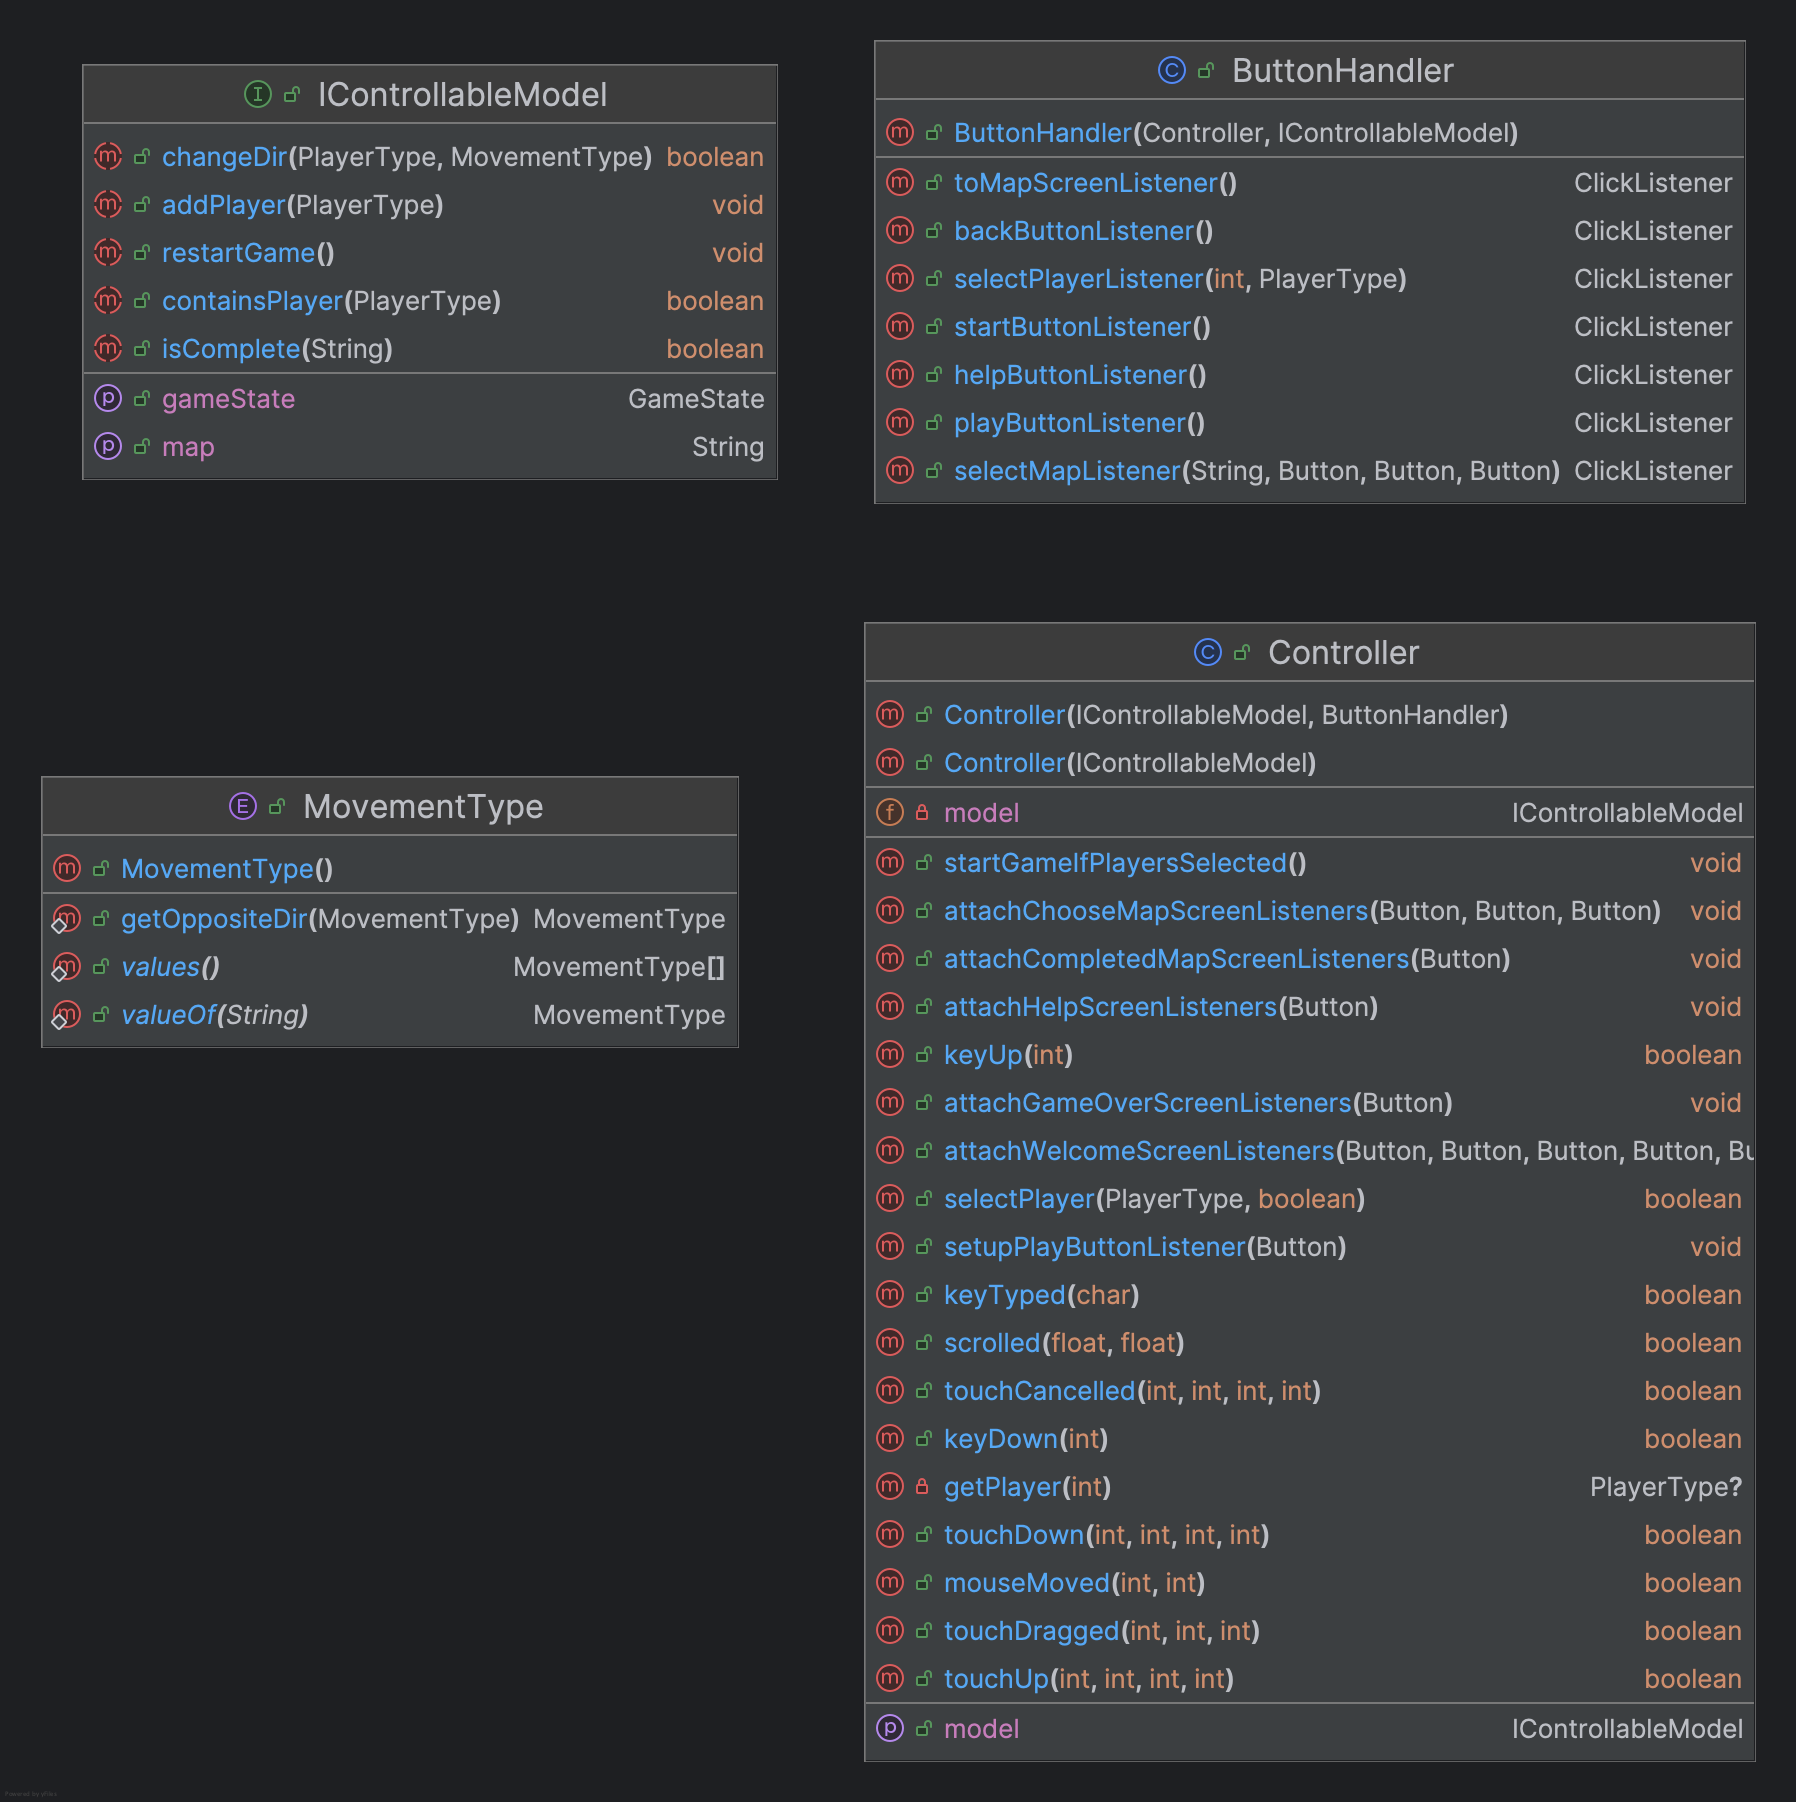 IControllableModel
changeDir(PlayerType, MovementType) boolean
addPlayer(PlayerType) void
restartGame() void
containsPlayer(PlayerType) boolean
isComplete(String) boolean
gameState GameState
map String
ButtonHandler
ButtonHandler(Controller, IControllableModel)
toMapScreenListener() ClickListener
backButtonListener() ClickListener
selectPlayerListener(int, PlayerType) ClickListener
startButtonListener() ClickListener
helpButtonListener() ClickListener
playButtonListener() ClickListener
selectMapListener(String, Button, Button, Button) ClickListener
MovementType
MovementType()
getOppositeDir(MovementType) MovementType
values() MovementType[]
valueOf(String) MovementType
Controller
Controller(IControllableModel, ButtonHandler)
Controller(IControllableModel)
model IControllableModel
startGameIfPlayersSelected() void
attachChooseMapScreenListeners(Button, Button, Button) void
attachCompletedMapScreenListeners(Button) void
attachHelpScreenListeners(Button) void
keyUp(int) boolean
attachGameOverScreenListeners(Button) void
attachWelcomeScreenListeners(Button, Button, Button, Button, Bu
selectPlayer(PlayerType, boolean) boolean
setupPlayButtonListener(Button) void
keyTyped(char) boolean
scrolled(float, float) boolean
touchCancelled(int, int, int, int) boolean
keyDown(int) boolean
getPlayer(int) PlayerType?
touchDown(int, int, int, int) boolean
mouseMoved(int, int) boolean
touchDragged(int, int, int) boolean
touchUp(int, int, int, int) boolean
model IControllableModel